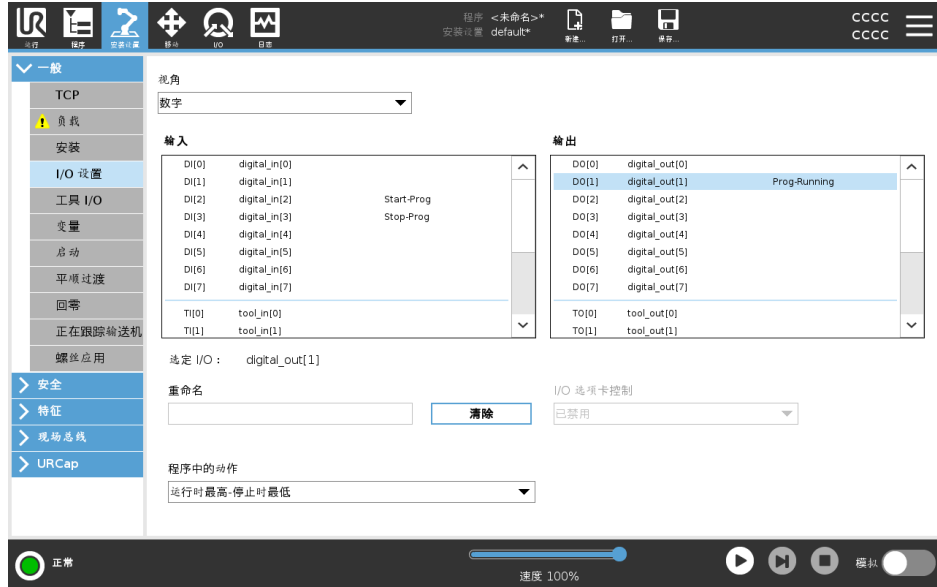 程序 <未命名>*
安装设置 default*
cccc
cccc
运行
程序
安装设置
移动
I/O
日志
新建...
打开...
保存...
一般
TCP
负载
安装
I/O 设置
工具 I/O
变量
启动
平顺过渡
回零
正在跟踪输送机
螺丝应用
安全
特征
现场总线
URCap
视角
数字
输入
DI[0] digital_in[0]
DI[1] digital_in[1]
DI[2] digital_in[2] Start-Prog
DI[3] digital_in[3] Stop-Prog
DI[4] digital_in[4]
DI[5] digital_in[5]
DI[6] digital_in[6]
DI[7] digital_in[7]
TI[0] tool_in[0]
TI[1] tool_in[1]
输出
DO[0] digital_out[0]
DO[1] digital_out[1] Prog-Running
DO[2] digital_out[2]
DO[3] digital_out[3]
DO[4] digital_out[4]
DO[5] digital_out[5]
DO[6] digital_out[6]
DO[7] digital_out[7]
TO[0] tool_out[0]
TO[1] tool_out[1]
选定 I/O： digital_out[1]
重命名
清除
I/O 选项卡控制
已禁用
程序中的动作
运行时最高-停止时最低
正常
速度 100%
模拟